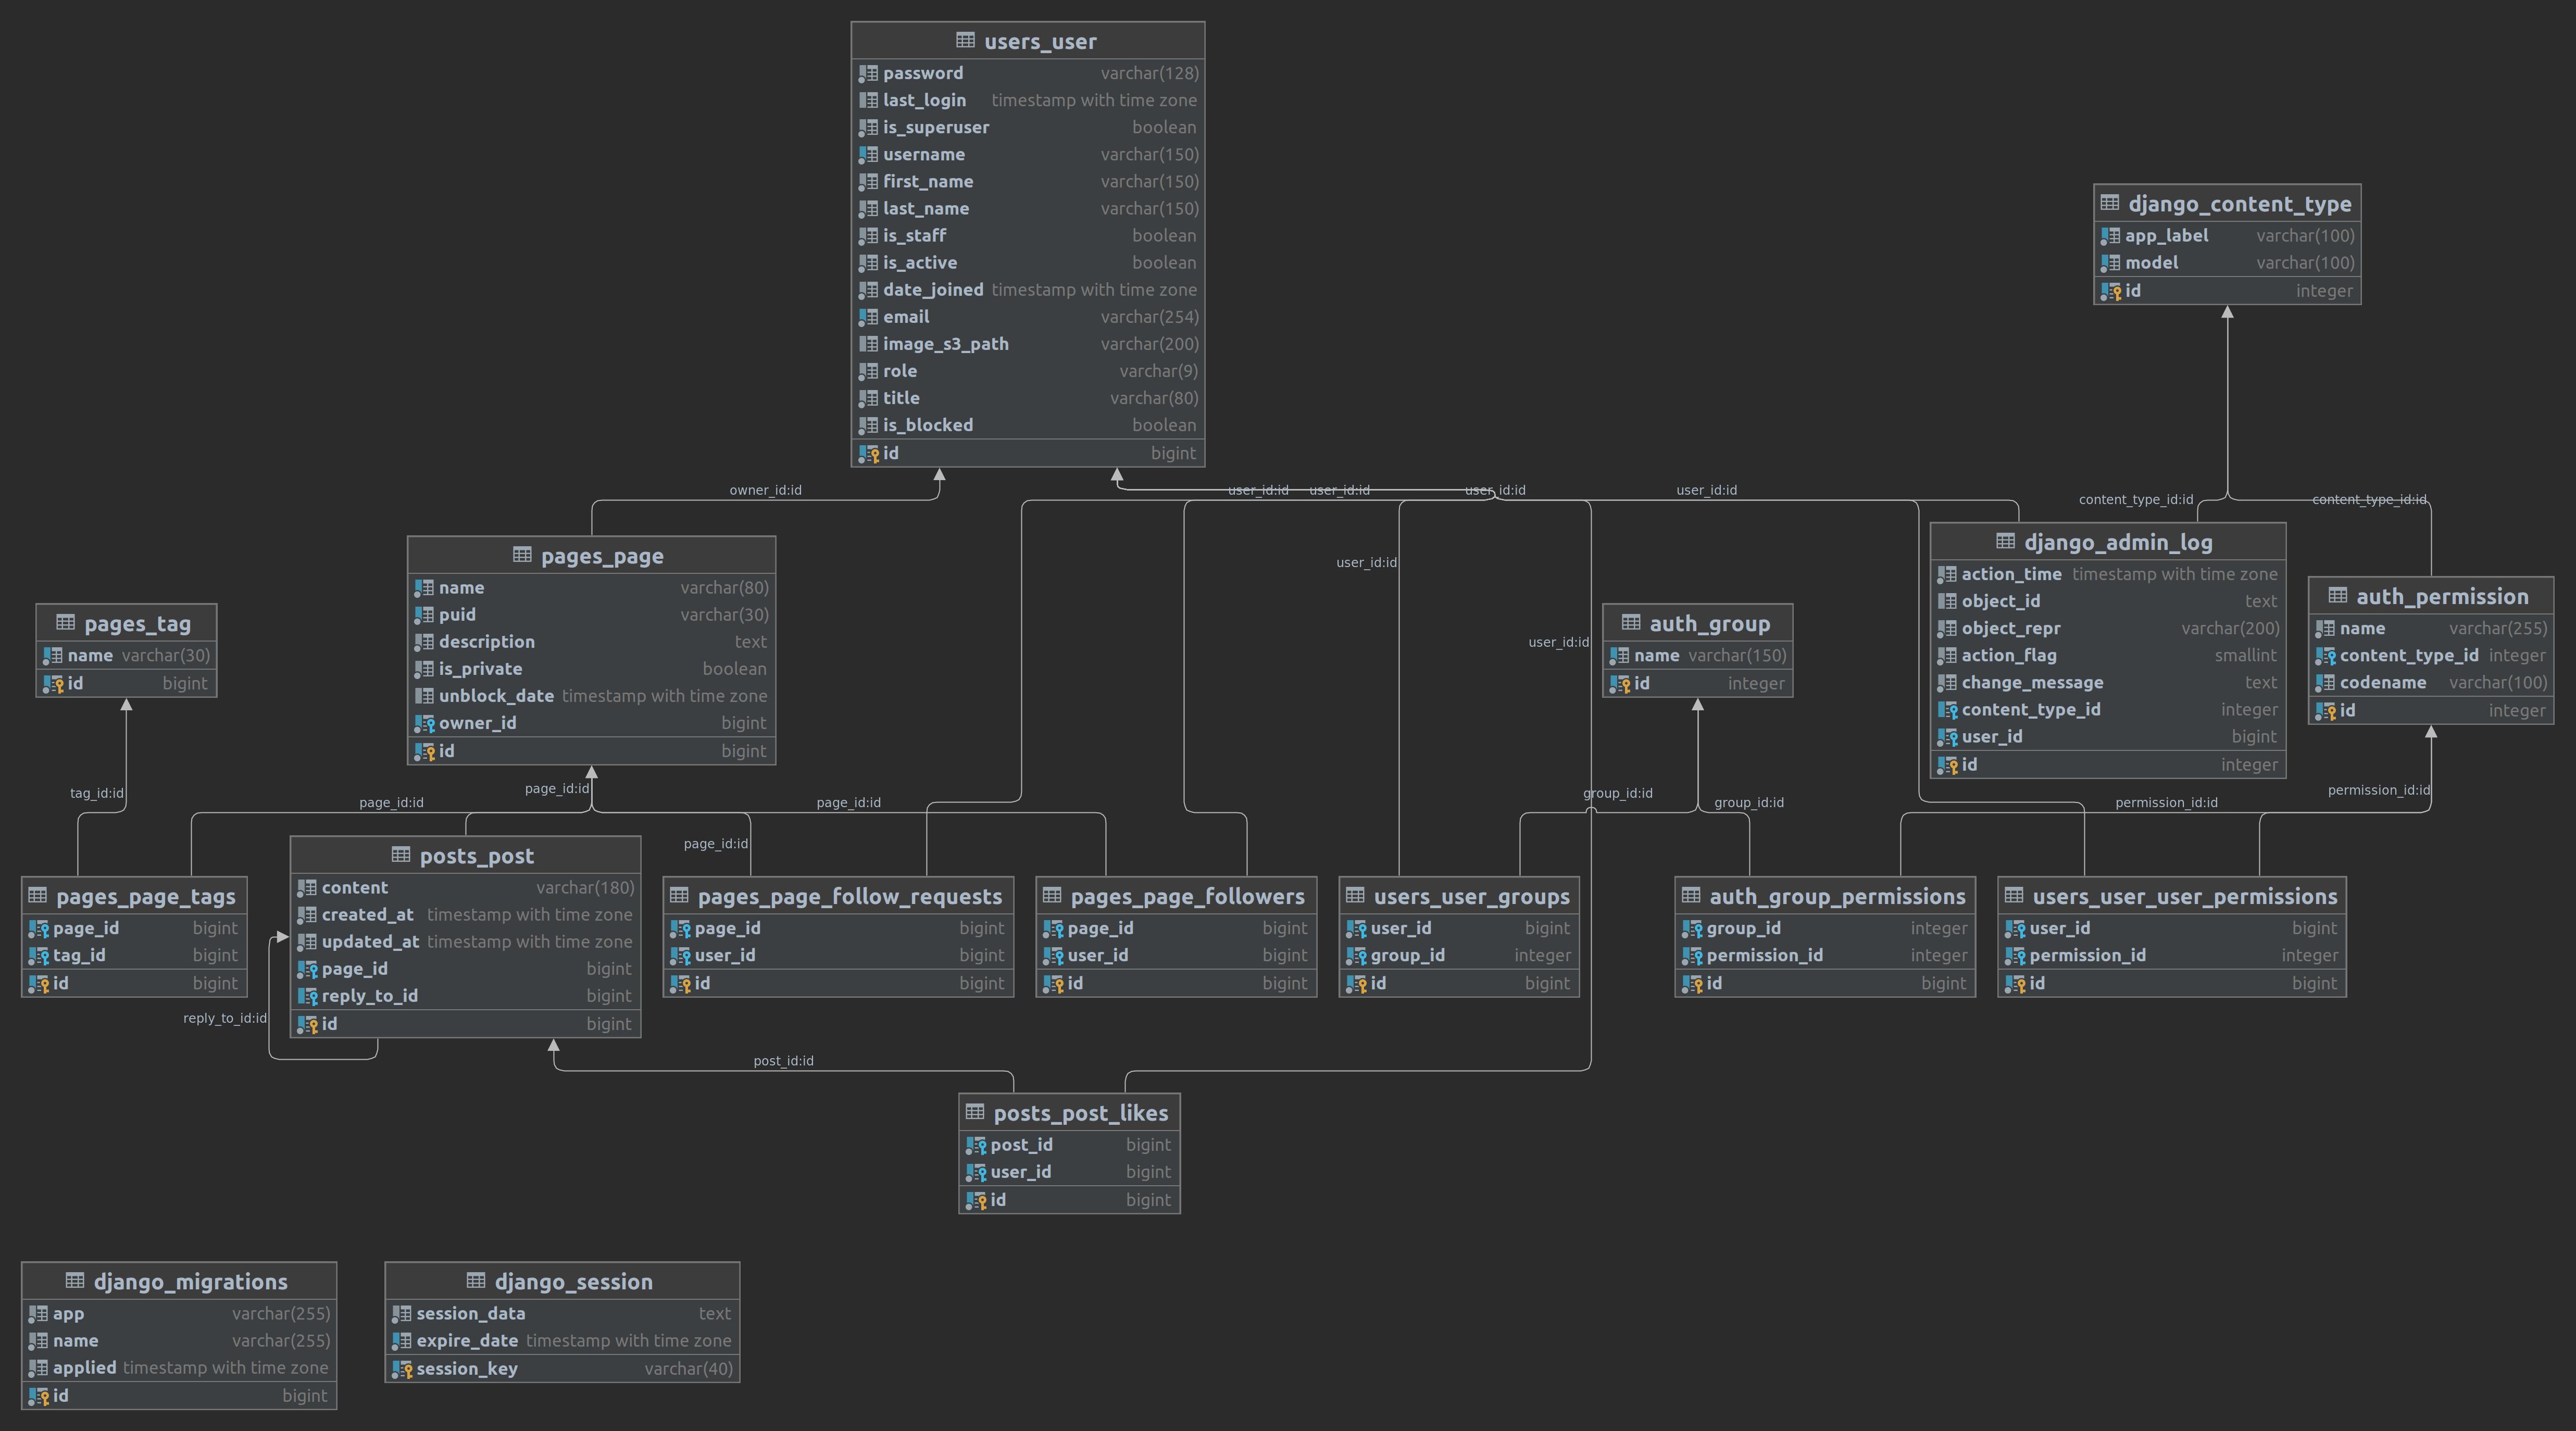 users_user
password varchar(128)
last_login timestamp with time zone
is_superuser boolean
username varchar(150)
first_name varchar(150)
last_name varchar(150)
is_staff boolean
is_active boolean
date_joined timestamp with time zone
email varchar(254)
image_s3_path varchar(200)
role varchar(9)
title varchar(80)
is_blocked boolean
id bigint
django_content_type
app_label varchar(100)
model varchar(100)
id integer
owner_id:id
user_id:id
user_id:id
user_id:id
user_id:id
content_type_id:id
content_type_id:id
pages_page
name varchar(80)
puid varchar(30)
description text
is_private boolean
unblock_date timestamp with time zone
owner_id bigint
id bigint
user_id:id
user_id:id
django_admin_log
action_time timestamp with time zone
object_id text
object_repr varchar(200)
action_flag smallint
change_message text
content_type_id integer
user_id bigint
id integer
auth_permission
name varchar(255)
content_type_id integer
codename varchar(100)
id integer
pages_tag
name varchar(30)
id bigint
auth_group
name varchar(150)
id integer
tag_id:id
page_id:id
page_id:id
page_id:id
page_id:id
group_id:id
group_id:id
permission_id:id
permission_id:id
pages_page_tags
page_id bigint
tag_id bigint
id bigint
posts_post
content varchar(180)
created_at timestamp with time zone
updated_at timestamp with time zone
page_id bigint
reply_to_id bigint
id bigint
reply_to_id:id
pages_page_follow_requests
page_id bigint
user_id bigint
id bigint
pages_page_followers
page_id bigint
user_id bigint
id bigint
users_user_groups
user_id bigint
group_id integer
id bigint
auth_group_permissions
group_id integer
permission_id integer
id bigint
users_user_user_permissions
user_id bigint
permission_id integer
id bigint
post_id:id
posts_post_likes
post_id bigint
user_id bigint
id bigint
django_migrations
app varchar(255)
name varchar(255)
applied timestamp with time zone
id bigint
django_session
session_data text
expire_date timestamp with time zone
session_key varchar(40)